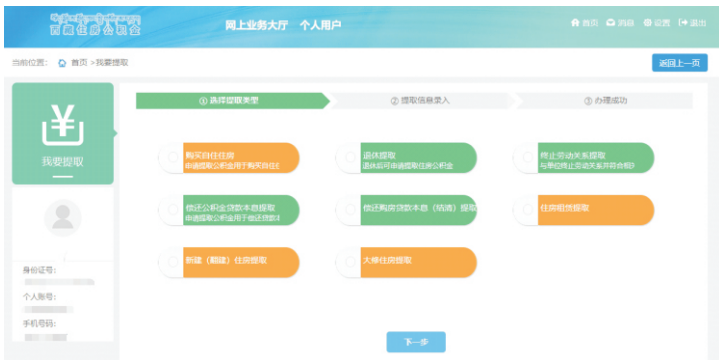 西藏住房公积金
网上业务大厅 个人用户
首页 消息 设置 退出
当前位置： 首页 >我要提取
返回上一页
¥
我要提取
身份证号：
个人账号：
手机号码：
① 选择提取类型
② 提取信息录入
③ 办理成功
购买自住住房
申请提取公积金用于购买自住
退休提取
退休后可申请提取住房公积金
终止劳动关系提取
与单位终止劳动关系并符合相
偿还公积金贷款本息提取
申请提取公积金用于偿还贷款本
偿还购房贷款本息（结清）提取
住房租赁提取
新建（翻建）住房提取
大修住房提取
下一步